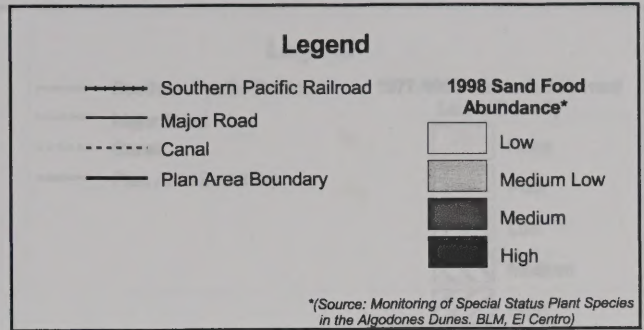 Legend
Southern Pacific Railroad
Major Road
Canal
Plan Area Boundary
1998 Sand Food
Abundance*
Low
Medium Low
Medium
High
*(Source: Monitoring of Special Status Plant Species
in the Algodones Dunes. BLM, El Centro)